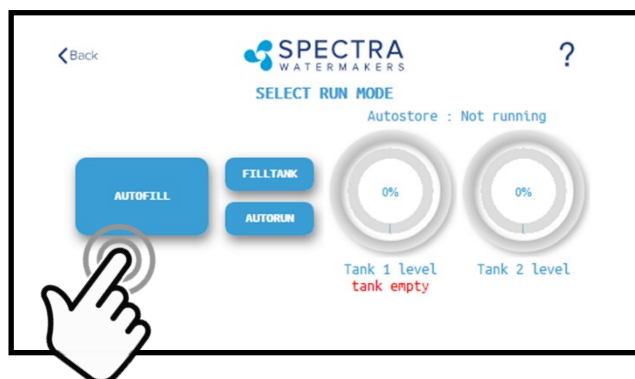 Back
SPECTRA
WATERMAKERS
?
SELECT RUN MODE
Autostore : Not running
AUTOFILL
FILLTANK
AUTORUN
0%
0%
Tank 1 level
tank empty
Tank 2 level